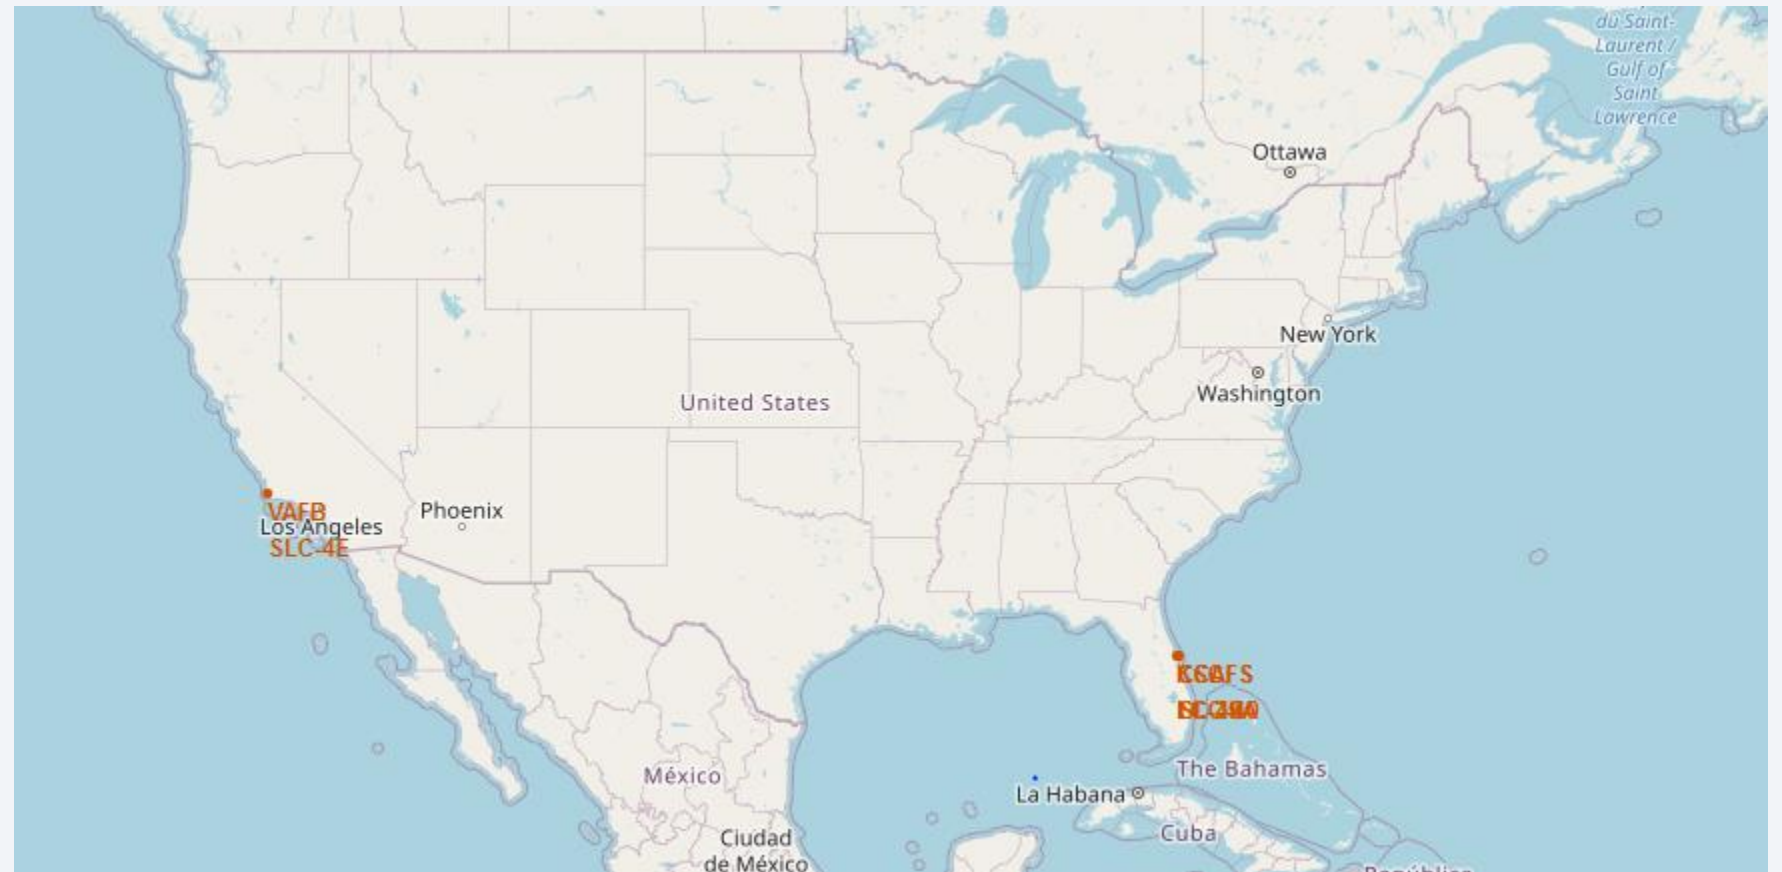 du Saint-
Laurent /
Gulf of
Saint
Lawrence
Ottawa
New York
Washington
United States
Phoenix
VAFB
Los Angeles
SLC-4E
The Bahamas
México
La Habana
Cuba
Ciudad
de México